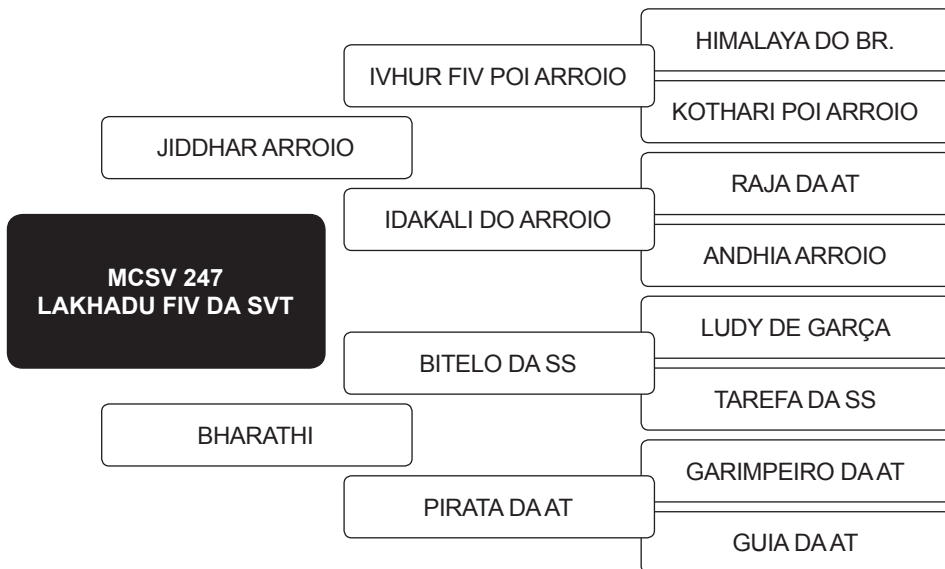 HIMALAYA DO BR.
IVHUR FIV POI ARROIO
KOTHARI POI ARROIO
JIDDHAR ARROIO
RAJA DA AT
IDAKALI DO ARROIO
ANDHIA ARROIO
MCSV 247
LAKHADU FIV DA SVT
LUDY DE GARÇA
BITELO DA SS
TAREFA DA SS
BHARATHI
GARIMPEIRO DA AT
PIRATA DA AT
GUIA DA AT